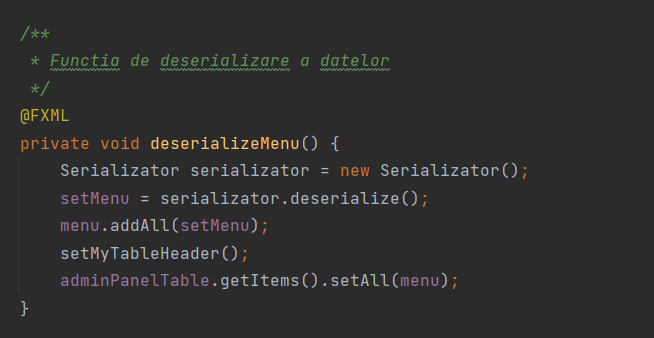 /**
 * Functia de deserializare a datelor
 */
@FXML
private void deserializeMenu() {
    Serializator serializator = new Serializator();
    setMenu = serializator.deserialize();
    menu.addAll(setMenu);
    setMyTableHeader();
    adminPanelTable.getItems().setAll(menu);
}